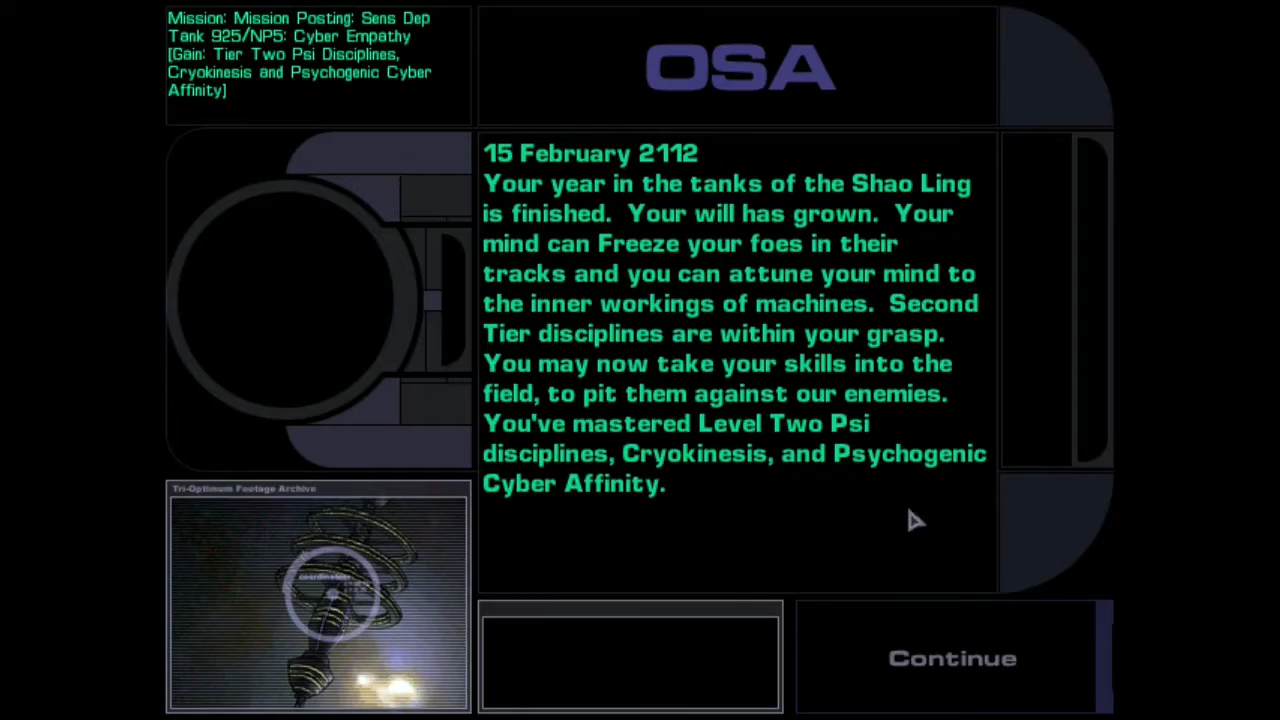 Mission: Mission Posting: Sens Dep
Tank 925/NP5: Cyber Empathy
[Gain: Tier Two Psi Disciplines,
Cryokinesis and Psychogenic Cyber
Affinity]
OSA
15 February 2112
Your year in the tanks of the Shao Ling
is finished.  Your will has grown.  Your
mind can Freeze your foes in their
tracks and you can attune your mind to
the inner workings of machines.  Second
Tier disciplines are within your grasp.
You may now take your skills into the
field, to pit them against our enemies.
You've mastered Level Two Psi
disciplines, Cryokinesis, and Psychogenic
Cyber Affinity.
Tri-Optimum Footage Archive
Continue